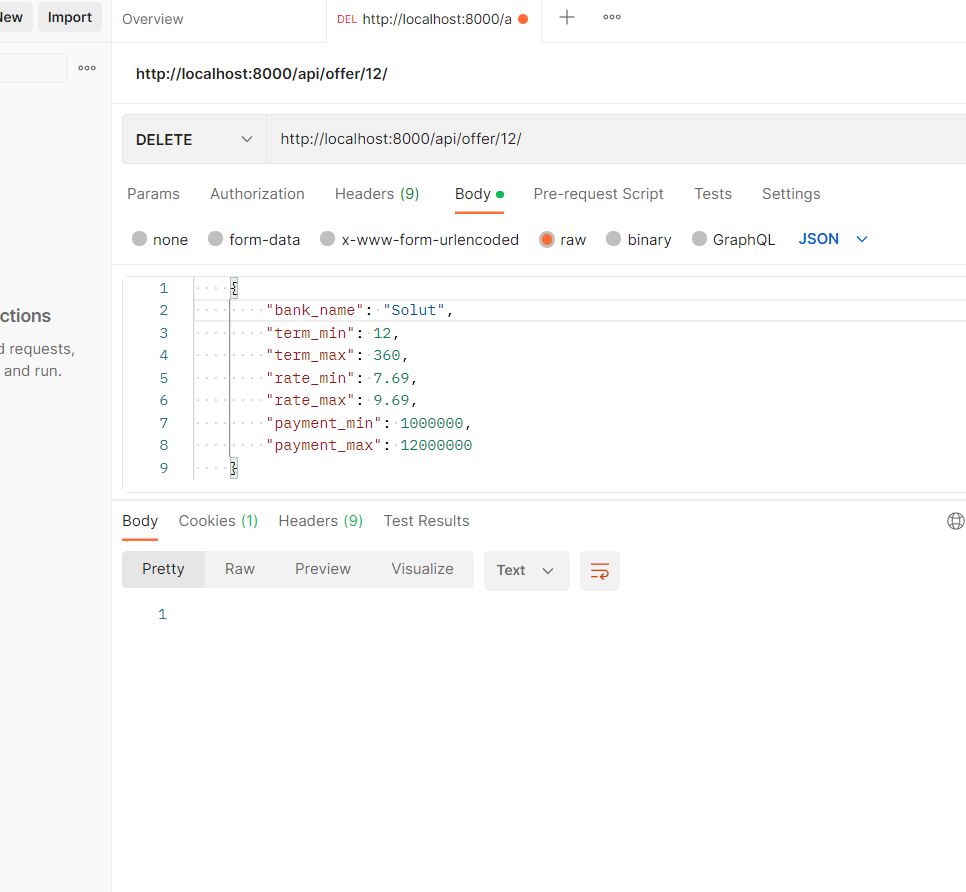 New Import Overview DEL http://localhost:8000/a
http://localhost:8000/api/offer/12/
DELETE http://localhost:8000/api/offer/12/
Params Authorization Headers (9) Body Pre-request Script Tests Settings
none form-data x-www-form-urlencoded raw binary GraphQL JSON
1 {
2 "bank_name": "Solut",
3 "term_min": 12,
4 "term_max": 360,
5 "rate_min": 7.69,
6 "rate_max": 9.69,
7 "payment_min": 1000000,
8 "payment_max": 12000000
9 }
ctions
d requests,
and run.
Body Cookies (1) Headers (9) Test Results
Pretty Raw Preview Visualize Text
1